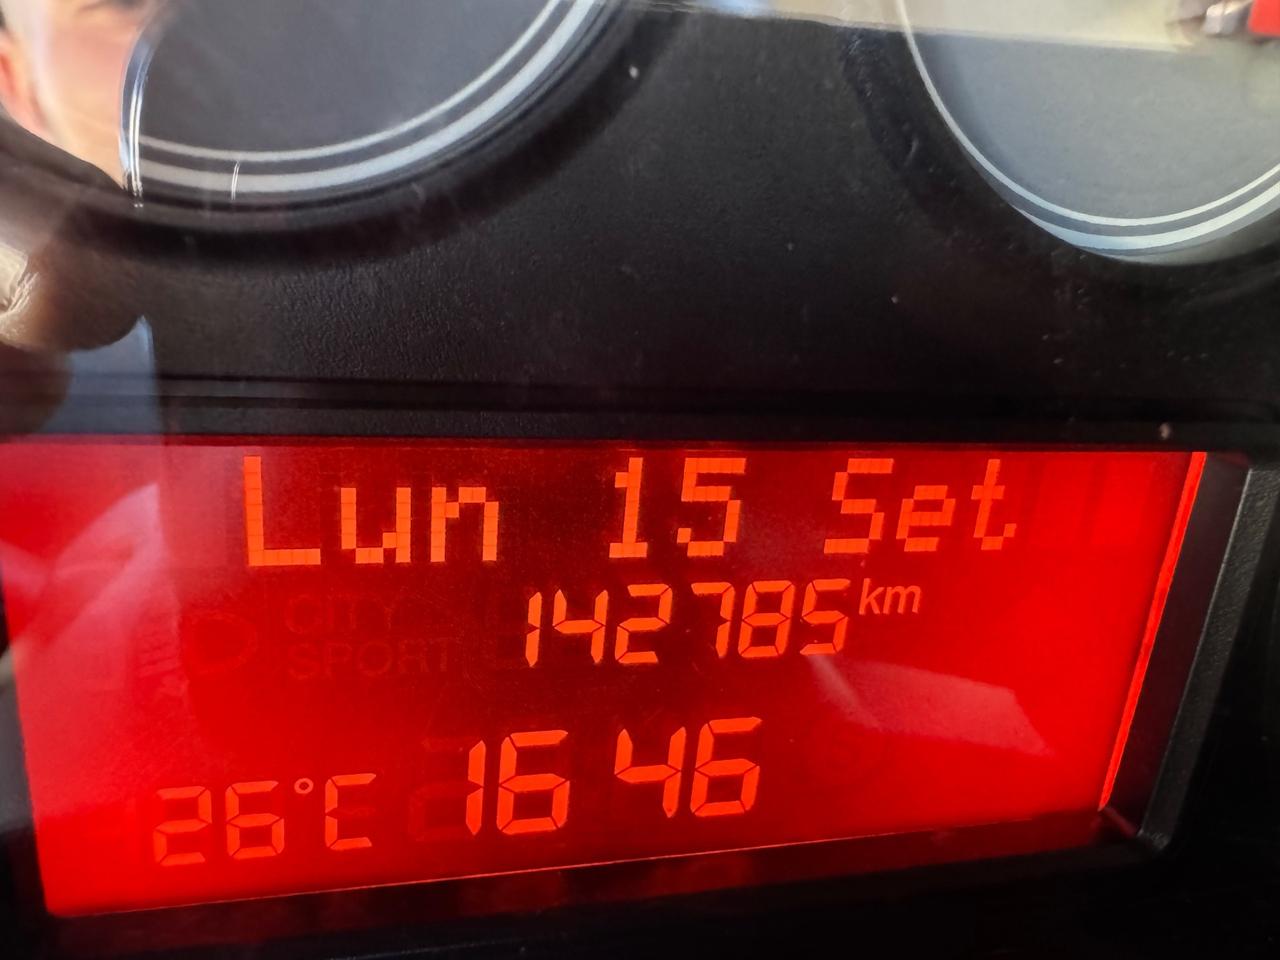 Lun 15 Set
CITY
142785 km
SPORT
26°C 16 46